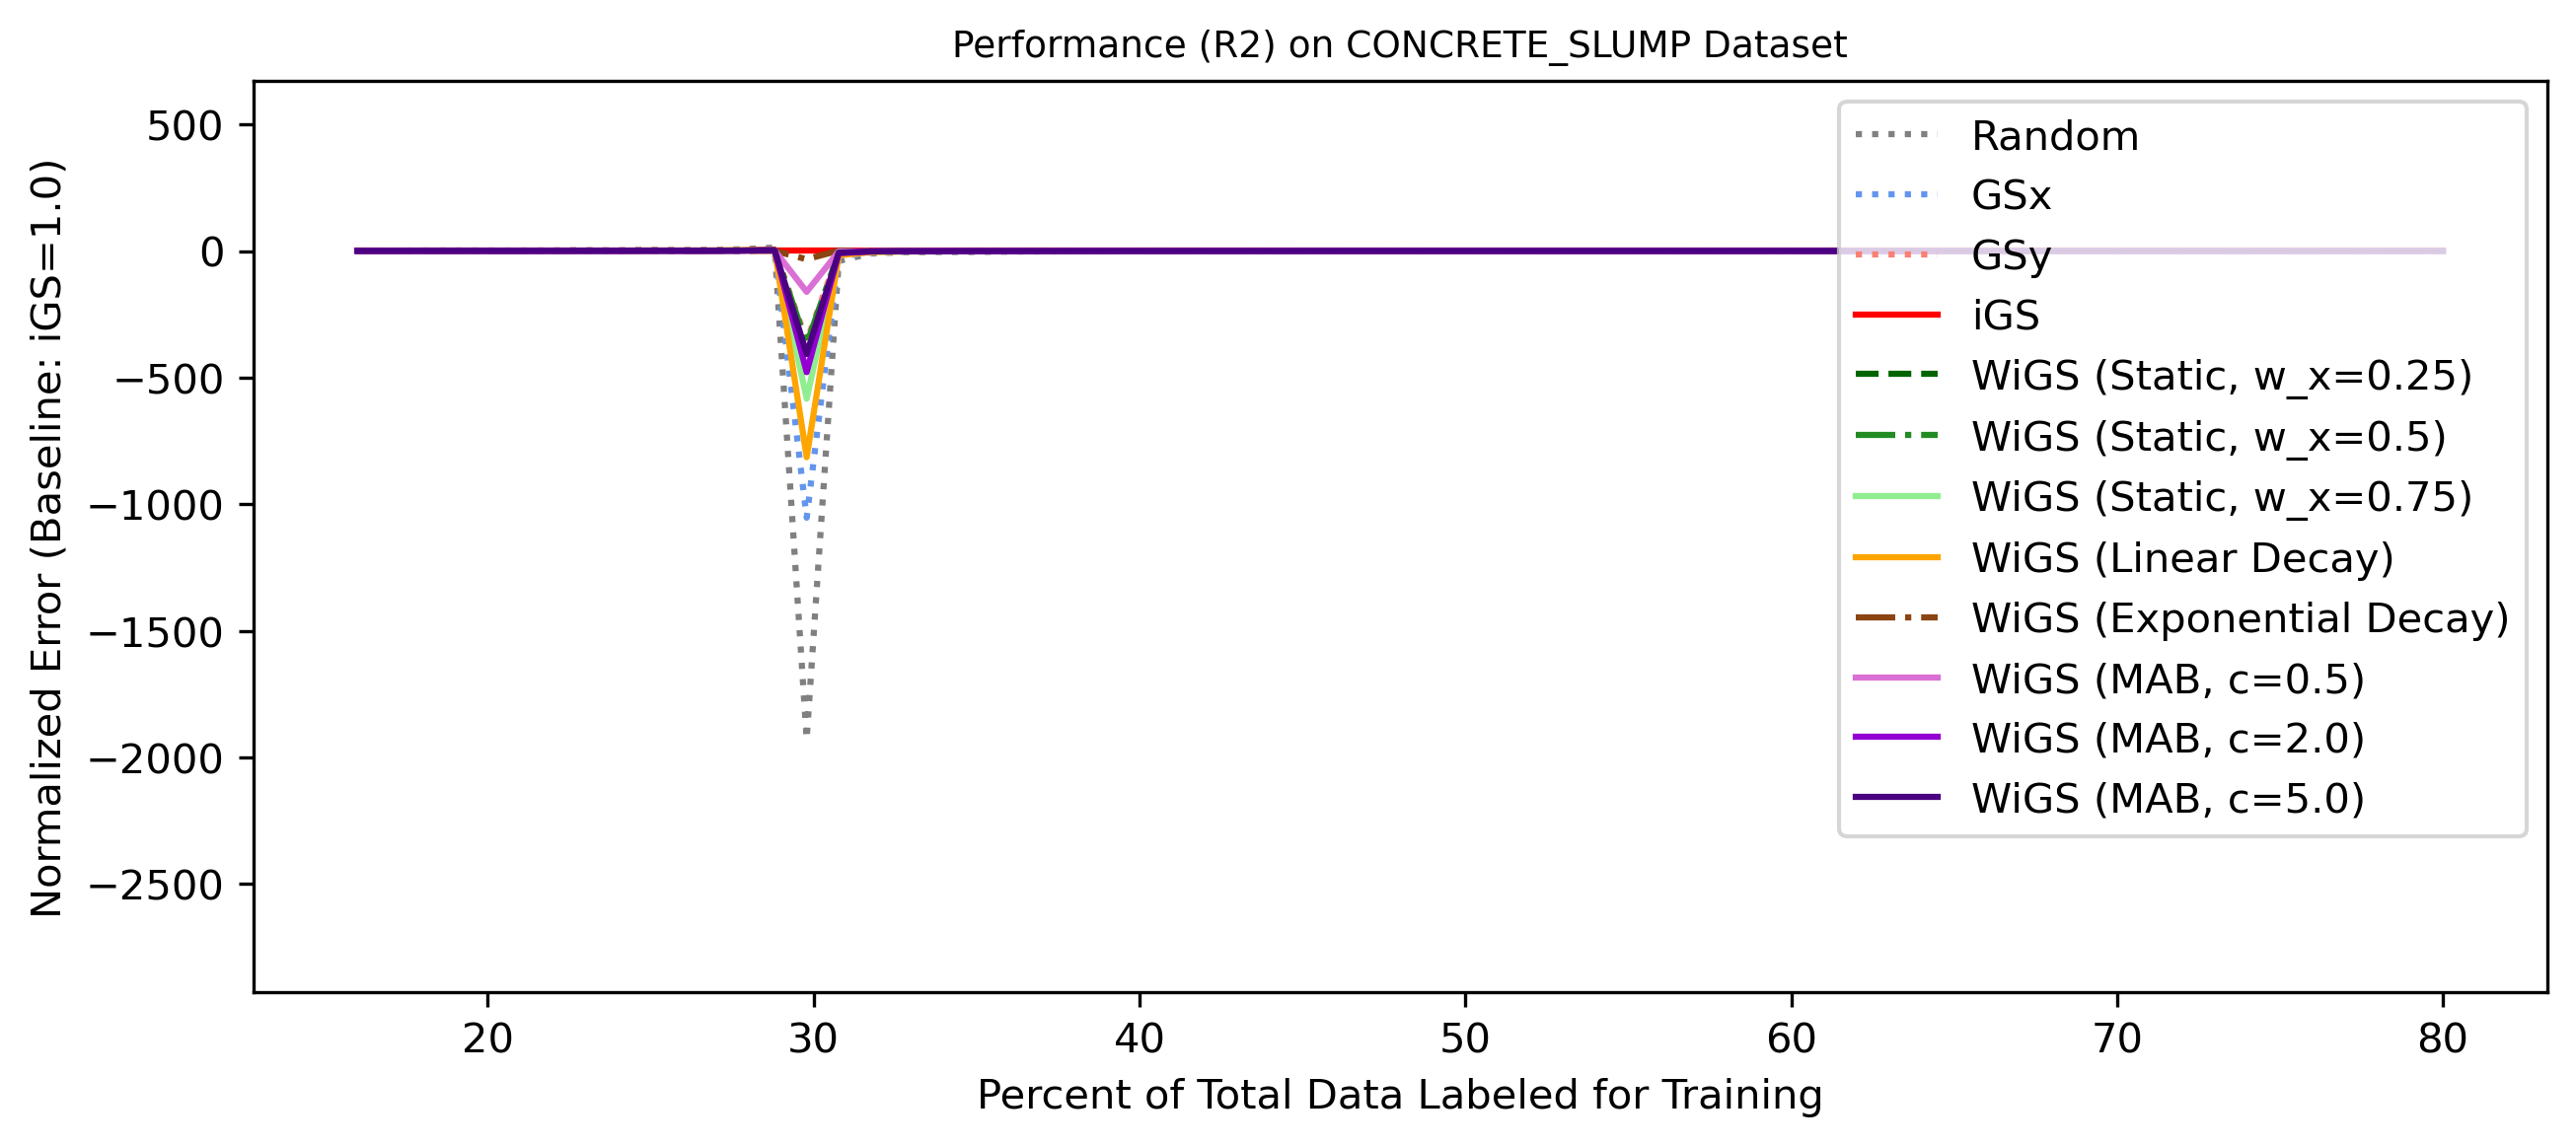 Performance (R2) on CONCRETE_SLUMP Dataset
Normalized Error (Baseline: iGS=1.0)
500
0
−500
−1000
−1500
−2000
−2500
20
30
40
50
60
70
80
Percent of Total Data Labeled for Training
Random
GSx
GSy
iGS
WiGS (Static, w_x=0.25)
WiGS (Static, w_x=0.5)
WiGS (Static, w_x=0.75)
WiGS (Linear Decay)
WiGS (Exponential Decay)
WiGS (MAB, c=0.5)
WiGS (MAB, c=2.0)
WiGS (MAB, c=5.0)